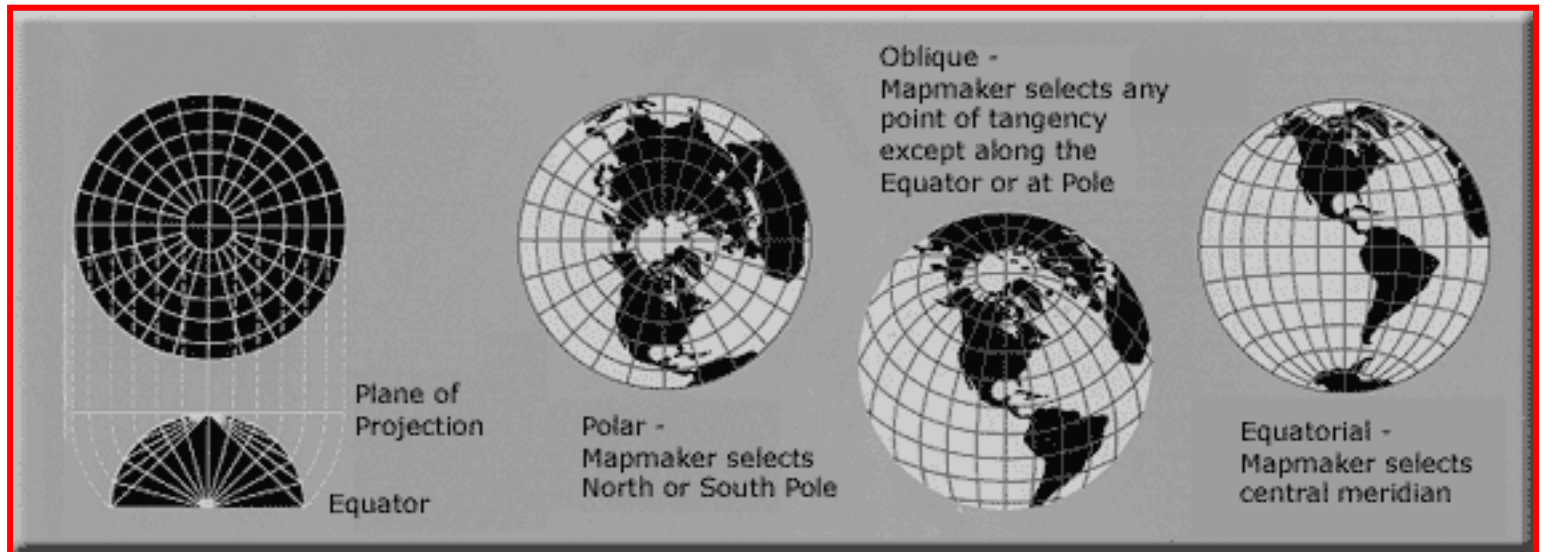 Plane of
Projection
Equator
Polar -
Mapmaker selects
North or South Pole
Oblique -
Mapmaker selects any
point of tangency
except along the
Equator or at Pole
Equatorial -
Mapmaker selects
central meridian